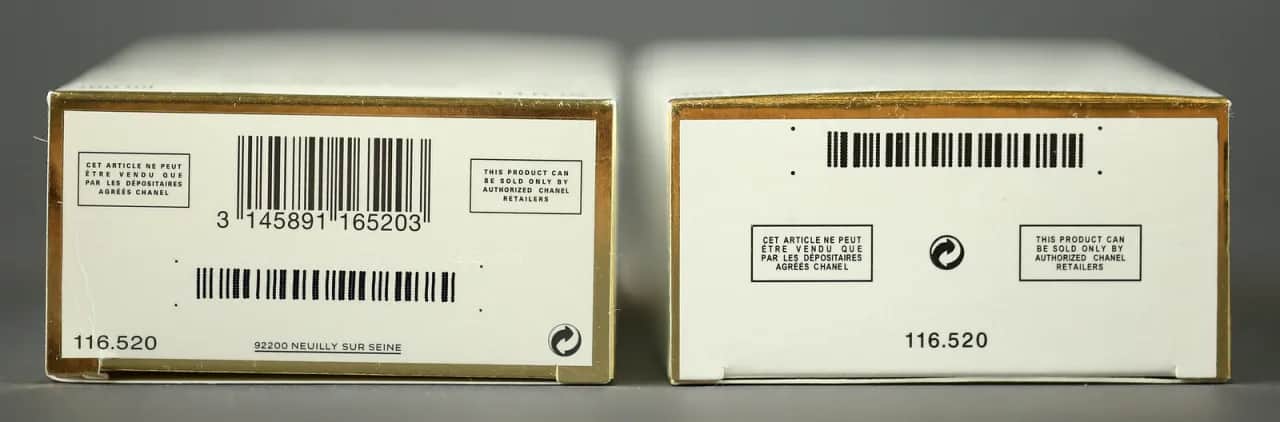 CET ARTICLE NE PEUT
ÊTRE VENDU QUE
PAR LES DÉPOSITAIRES
AGRÉÉS CHANEL
THIS PRODUCT CAN
BE SOLD ONLY BY
AUTHORIZED CHANEL
RETAILERS
3 145891 165203
116.520
92200 NEUILLY SUR SEINE
CET ARTICLE NE PEUT
ÊTRE VENDU QUE
PAR LES DÉPOSITAIRES
AGRÉÉS CHANEL
THIS PRODUCT CAN
BE SOLD ONLY BY
AUTHORIZED CHANEL
RETAILERS
116.520